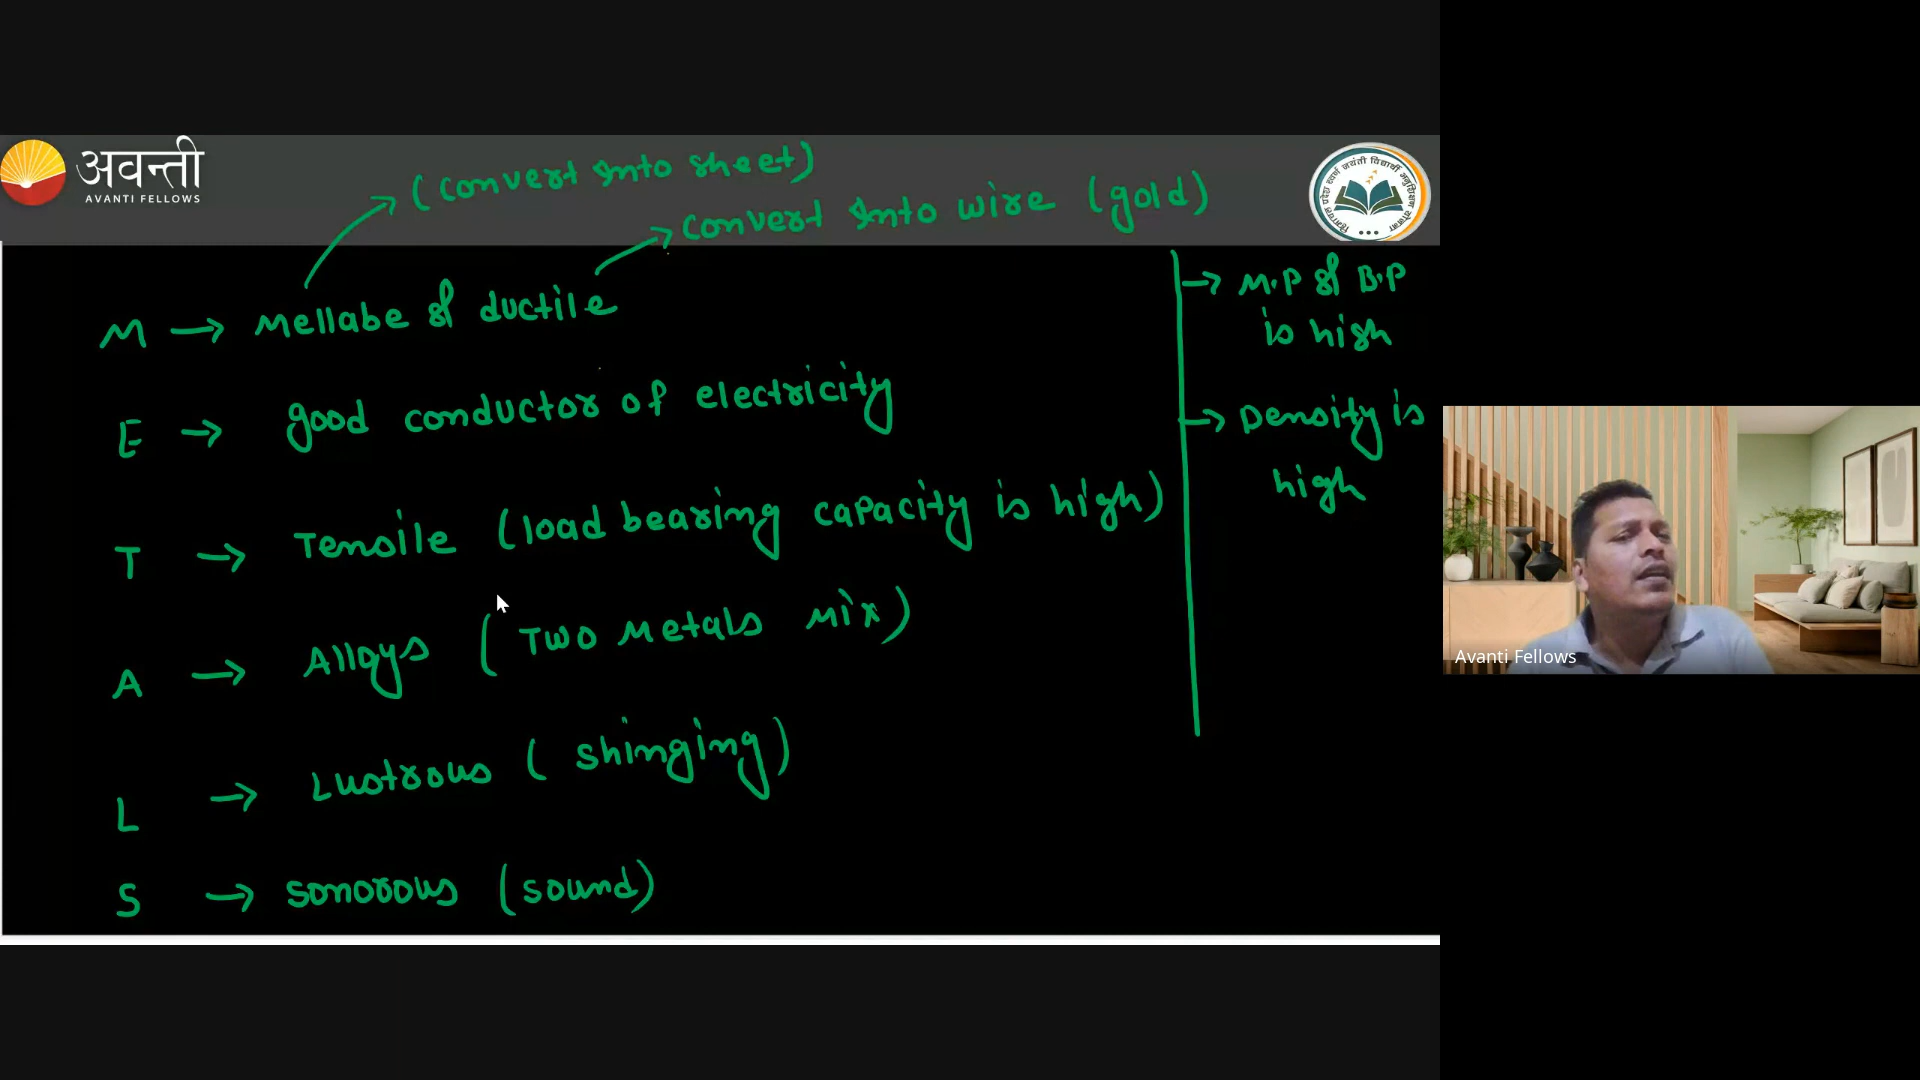 अवन्ती
AVANTI FELLOWS
(convert Into sheet)
convert Into wire (gold)
M → Mellabe & ductile
E → good conductor of electricity
T → Tensile (load bearing capacity is high)
A → Alloys (Two Metals Mix)
L → Lustrous (shinging)
S → sonorous (sound)
→ M.P & B.P
is high
→ Density is
high
Avanti Fellows